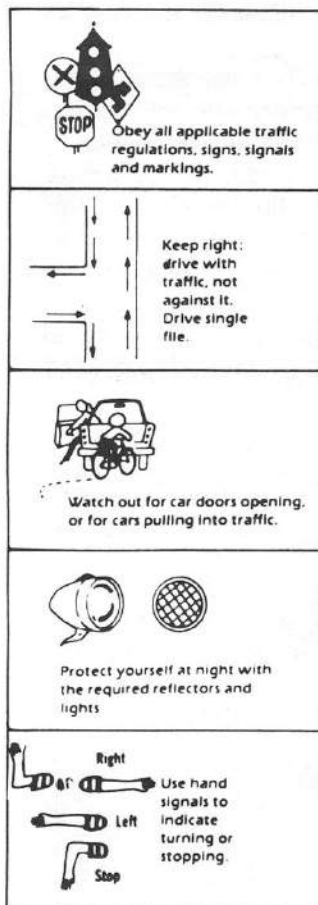 STOP
Obey all applicable traffic
regulations, signs, signals
and markings.
Keep right:
drive with
traffic, not
against it.
Drive single
file.
Watch out for car doors opening,
or for cars pulling into traffic.
Protect yourself at night with
the required reflectors and
lights
Right
or
Use hand
signals to
indicate
turning or
stopping.
Left
Stop